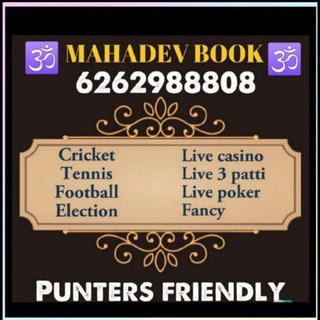 🕉 MAHADEV BOOK 🕉
6262988808
Cricket Live casino
Tennis Live 3 patti
Football Live poker
Election Fancy
PUNTERS FRIENDLY